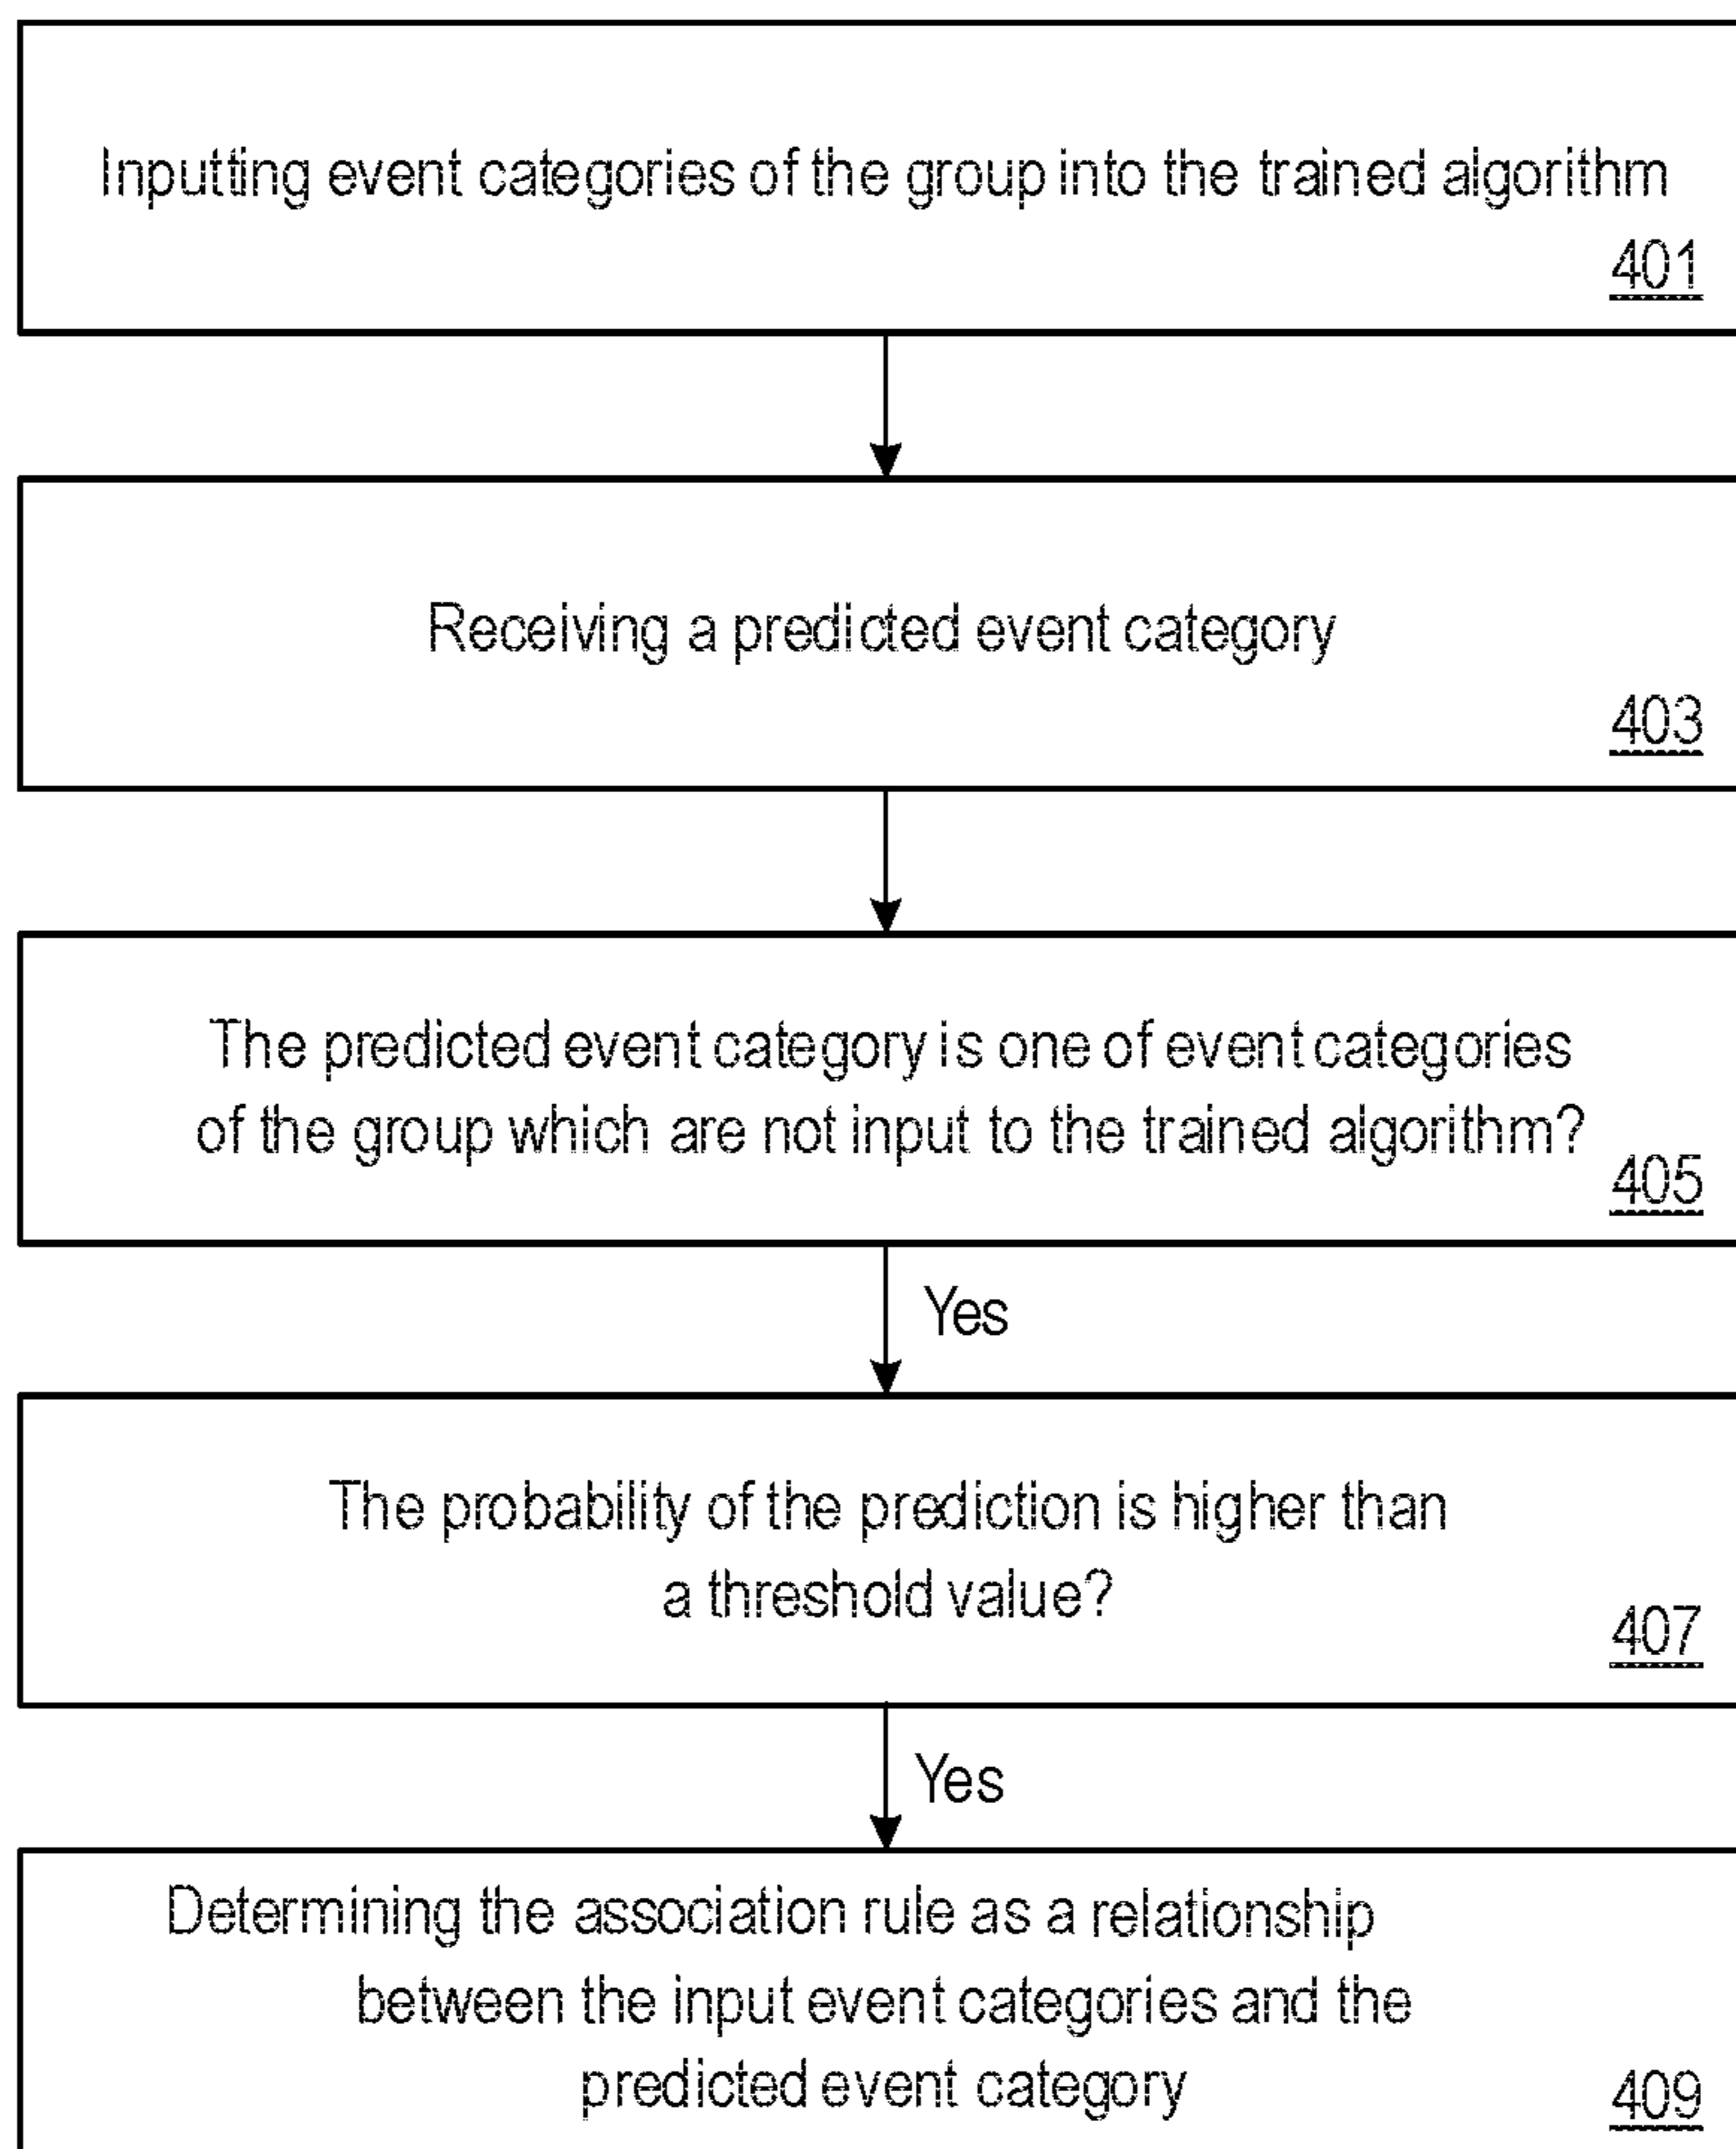 Inputting event categories of the group into the trained algorithm
401
Receiving a predicted event category
403
The predicted event category is one of event categories
of the group which are not input to the trained algorithm?
405
Yes
The probability of the prediction is higher than
a threshold value?
407
Yes
Determining the association rule as a relationship
between the input event categories and the
predicted event category
409